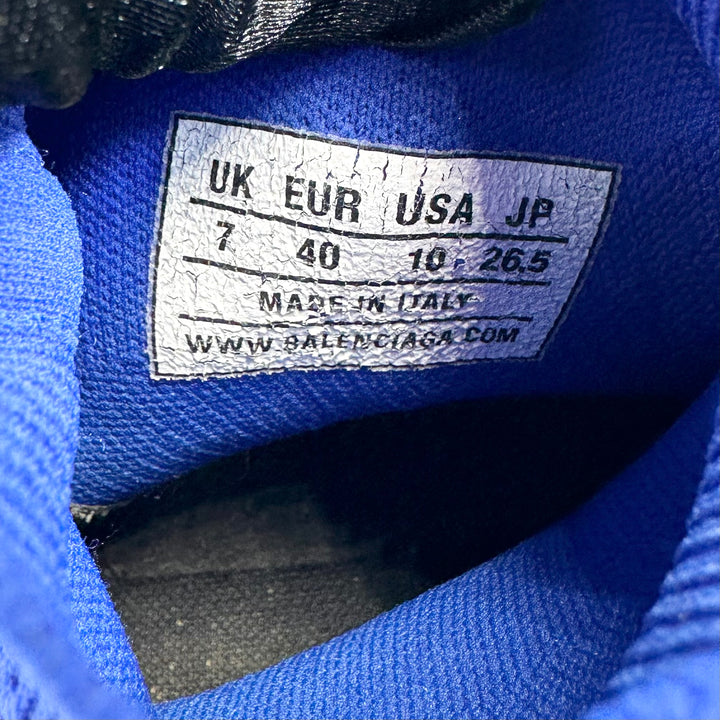 UK EUR USA JP
7 40 10 26.5
MADE IN ITALY
WWW.BALENCIAGA.COM